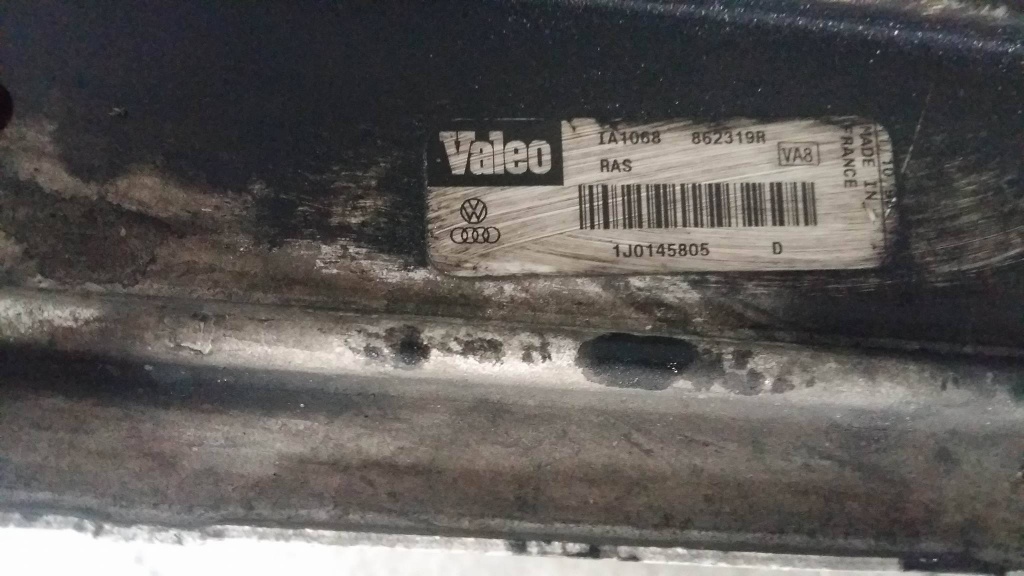 Valeo
IA1068 862319R
RAS
VA8
1J0145805 D
MADE IN
FRANCE